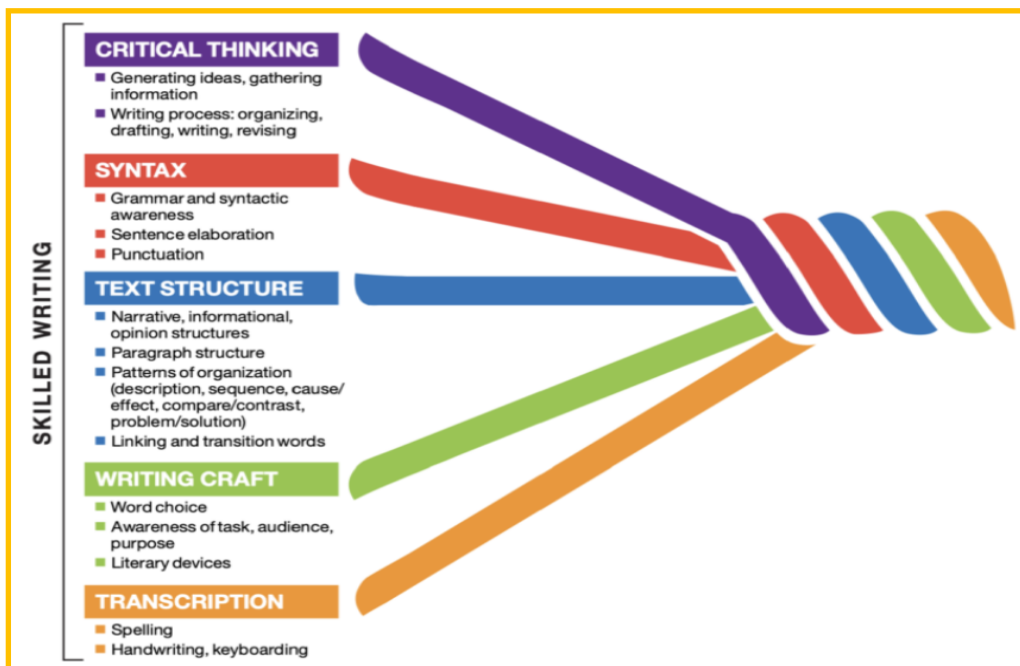 SKILLED WRITING
CRITICAL THINKING
Generating ideas, gathering
information
Writing process: organizing,
drafting, writing, revising
SYNTAX
Grammar and syntactic
awareness
Sentence elaboration
Punctuation
TEXT STRUCTURE
Narrative, informational,
opinion structures
Paragraph structure
Patterns of organization
(description, sequence, cause/
effect, compare/contrast,
problem/solution)
Linking and transition words
WRITING CRAFT
Word choice
Awareness of task, audience,
purpose
Literary devices
TRANSCRIPTION
Spelling
Handwriting, keyboarding